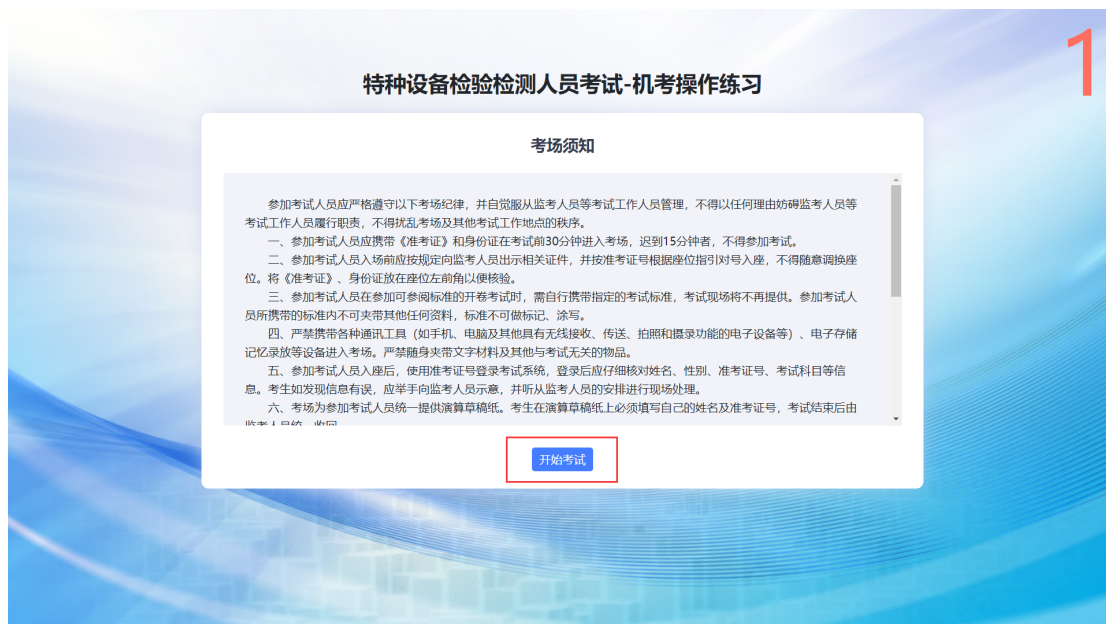 1
特种设备检验检测人员考试-机考操作练习
考场须知
参加考试人员应严格遵守以下考场纪律，并自觉服从监考人员等考试工作人员管理，不得以任何理由妨碍监考人员等
考试工作人员履行职责，不得扰乱考场及其他考试工作地点的秩序。
一、参加考试人员应携带《准考证》和身份证在考试前30分钟进入考场，迟到15分钟者，不得参加考试。
二、参加考试人员入场前应按规定向监考人员出示相关证件，并按准考证号根据座位指引对号入座，不得随意调换座
位。将《准考证》、身份证放在座位左前角以便核验。
三、参加考试人员在参加可参阅标准的开卷考试时，需自行携带指定的考试标准，考试现场将不再提供。参加考试人
员所携带的标准内不可夹带其他任何资料，标准不可做标记、涂写。
四、严禁携带各种通讯工具（如手机、电脑及其他具有无线接收、传送、拍照和摄录功能的电子设备等）、电子存储
记忆录放等设备进入考场。严禁随身夹带文字材料及其他与考试无关的物品。
五、参加考试人员入座后，使用准考证号登录考试系统，登录后应仔细核对姓名、性别、准考证号、考试科目等信
息。考生如发现信息有误，应举手向监考人员示意，并听从监考人员的安排进行现场处理。
六、考场为参加考试人员统一提供演算草稿纸。考生在演算草稿纸上必须填写自己的姓名及准考证号，考试结束后由
监考人员统一收回
开始考试